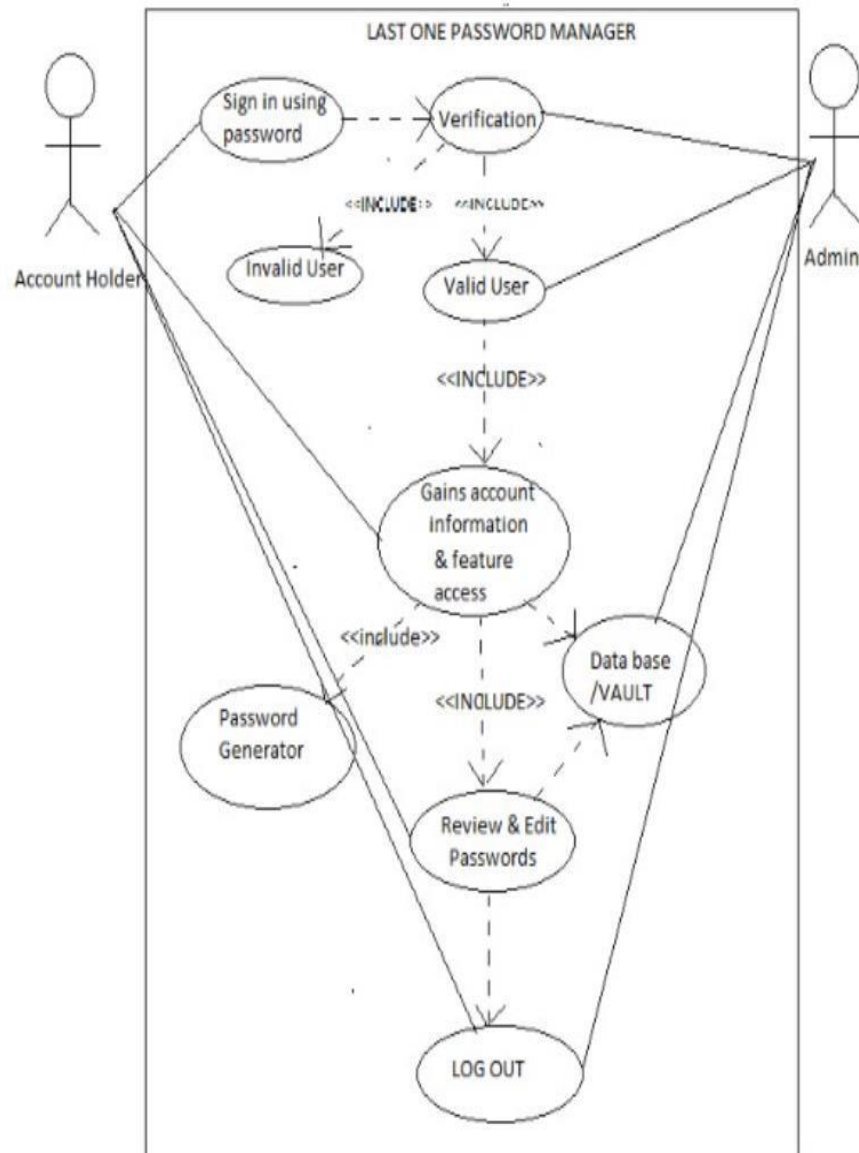 LAST ONE PASSWORD MANAGER
Sign in using
password
Verification
<<INCLUDE>>
<<INCLUDE>>
Invalid User
Valid User
Account Holder
Admin
<<INCLUDE>>
Gains account
information
& feature
access
<<include>>
Data base
/VAULT
<<INCLUDE>>
Password
Generator
Review & Edit
Passwords
LOG OUT